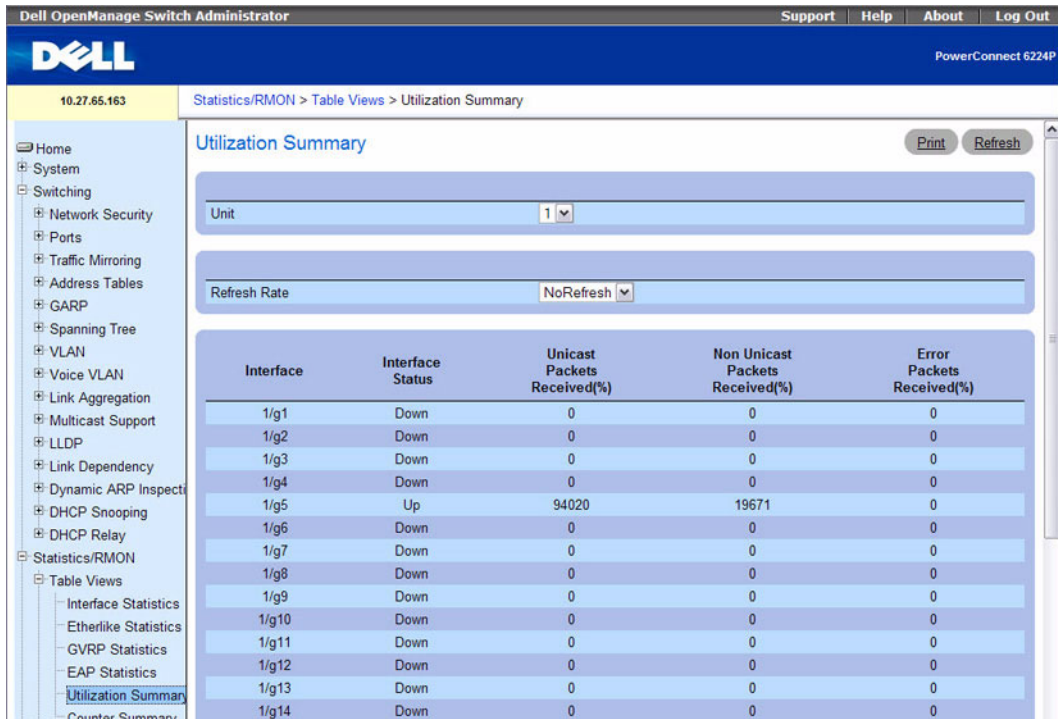 Dell OpenManage Switch Administrator
Support
Help
About
Log Out
DELL
PowerConnect 6224P
10.27.65.163
Statistics/RMON > Table Views > Utilization Summary
Home
System
Switching
Network Security
Ports
Traffic Mirroring
Address Tables
GARP
Spanning Tree
VLAN
Voice VLAN
Link Aggregation
Multicast Support
LLDP
Link Dependency
Dynamic ARP Inspecti
DHCP Snooping
DHCP Relay
Statistics/RMON
Table Views
Interface Statistics
Etherlike Statistics
GVRP Statistics
EAP Statistics
Utilization Summary
Counter Summary
Utilization Summary
Print
Refresh
Unit 1
Refresh Rate NoRefresh
Interface
Interface
Status
Unicast
Packets
Received(%)
Non Unicast
Packets
Received(%)
Error
Packets
Received(%)
1/g1 Down 0 0 0
1/g2 Down 0 0 0
1/g3 Down 0 0 0
1/g4 Down 0 0 0
1/g5 Up 94020 19671 0
1/g6 Down 0 0 0
1/g7 Down 0 0 0
1/g8 Down 0 0 0
1/g9 Down 0 0 0
1/g10 Down 0 0 0
1/g11 Down 0 0 0
1/g12 Down 0 0 0
1/g13 Down 0 0 0
1/g14 Down 0 0 0